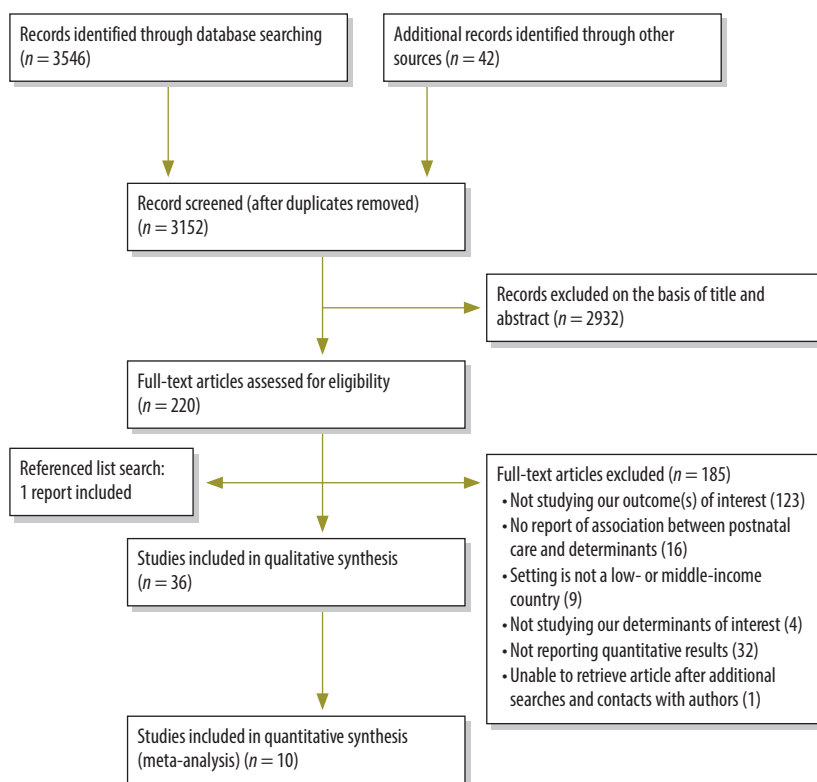 Records identified through database searching
(n = 3546)
Additional records identified through other
sources (n = 42)
Record screened (after duplicates removed)
(n = 3152)
Records excluded on the basis of title and
abstract (n = 2932)
Full-text articles assessed for eligibility
(n = 220)
Referenced list search:
1 report included
Full-text articles excluded (n = 185)
• Not studying our outcome(s) of interest (123)
• No report of association between postnatal
care and determinants (16)
• Setting is not a low- or middle-income
country (9)
• Not studying our determinants of interest (4)
• Not reporting quantitative results (32)
• Unable to retrieve article after additional
searches and contacts with authors (1)
Studies included in qualitative synthesis
(n = 36)
Studies included in quantitative synthesis
(meta-analysis) (n = 10)